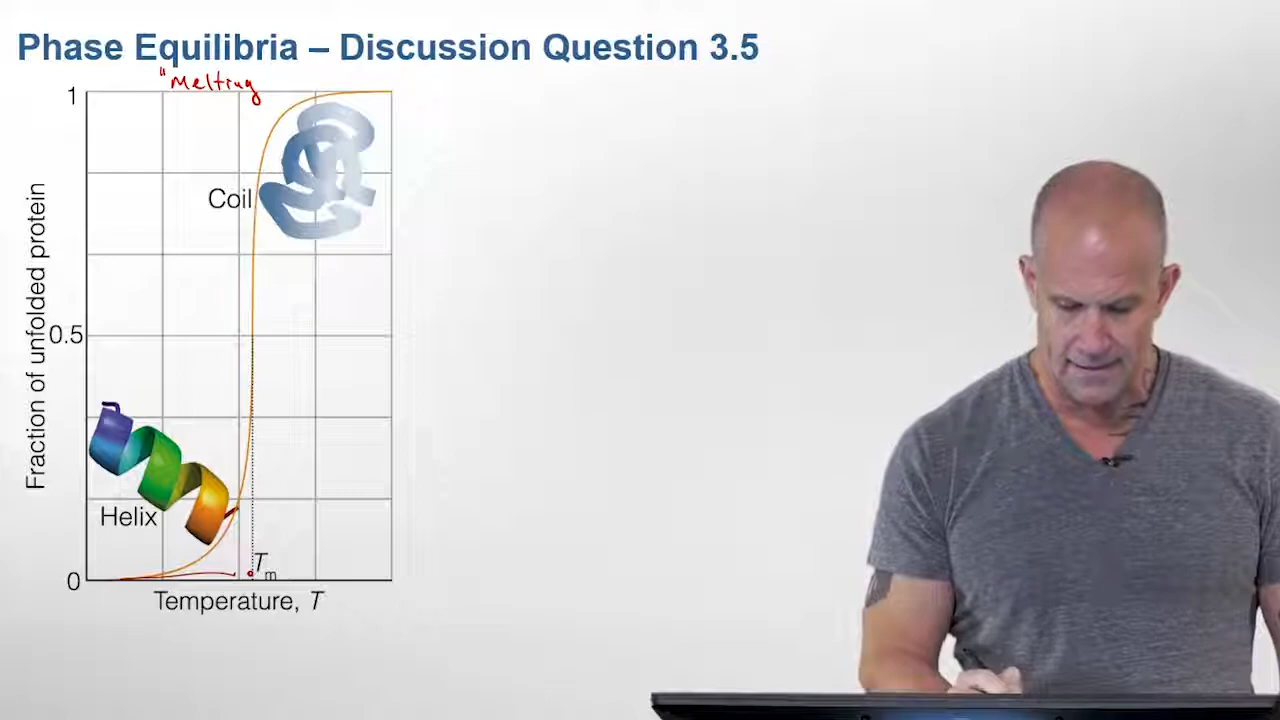 Phase Equilibria – Discussion Question 3.5
"Melting
1
Coil
Fraction of unfolded protein
0.5
Helix
Tm
0
Temperature, T